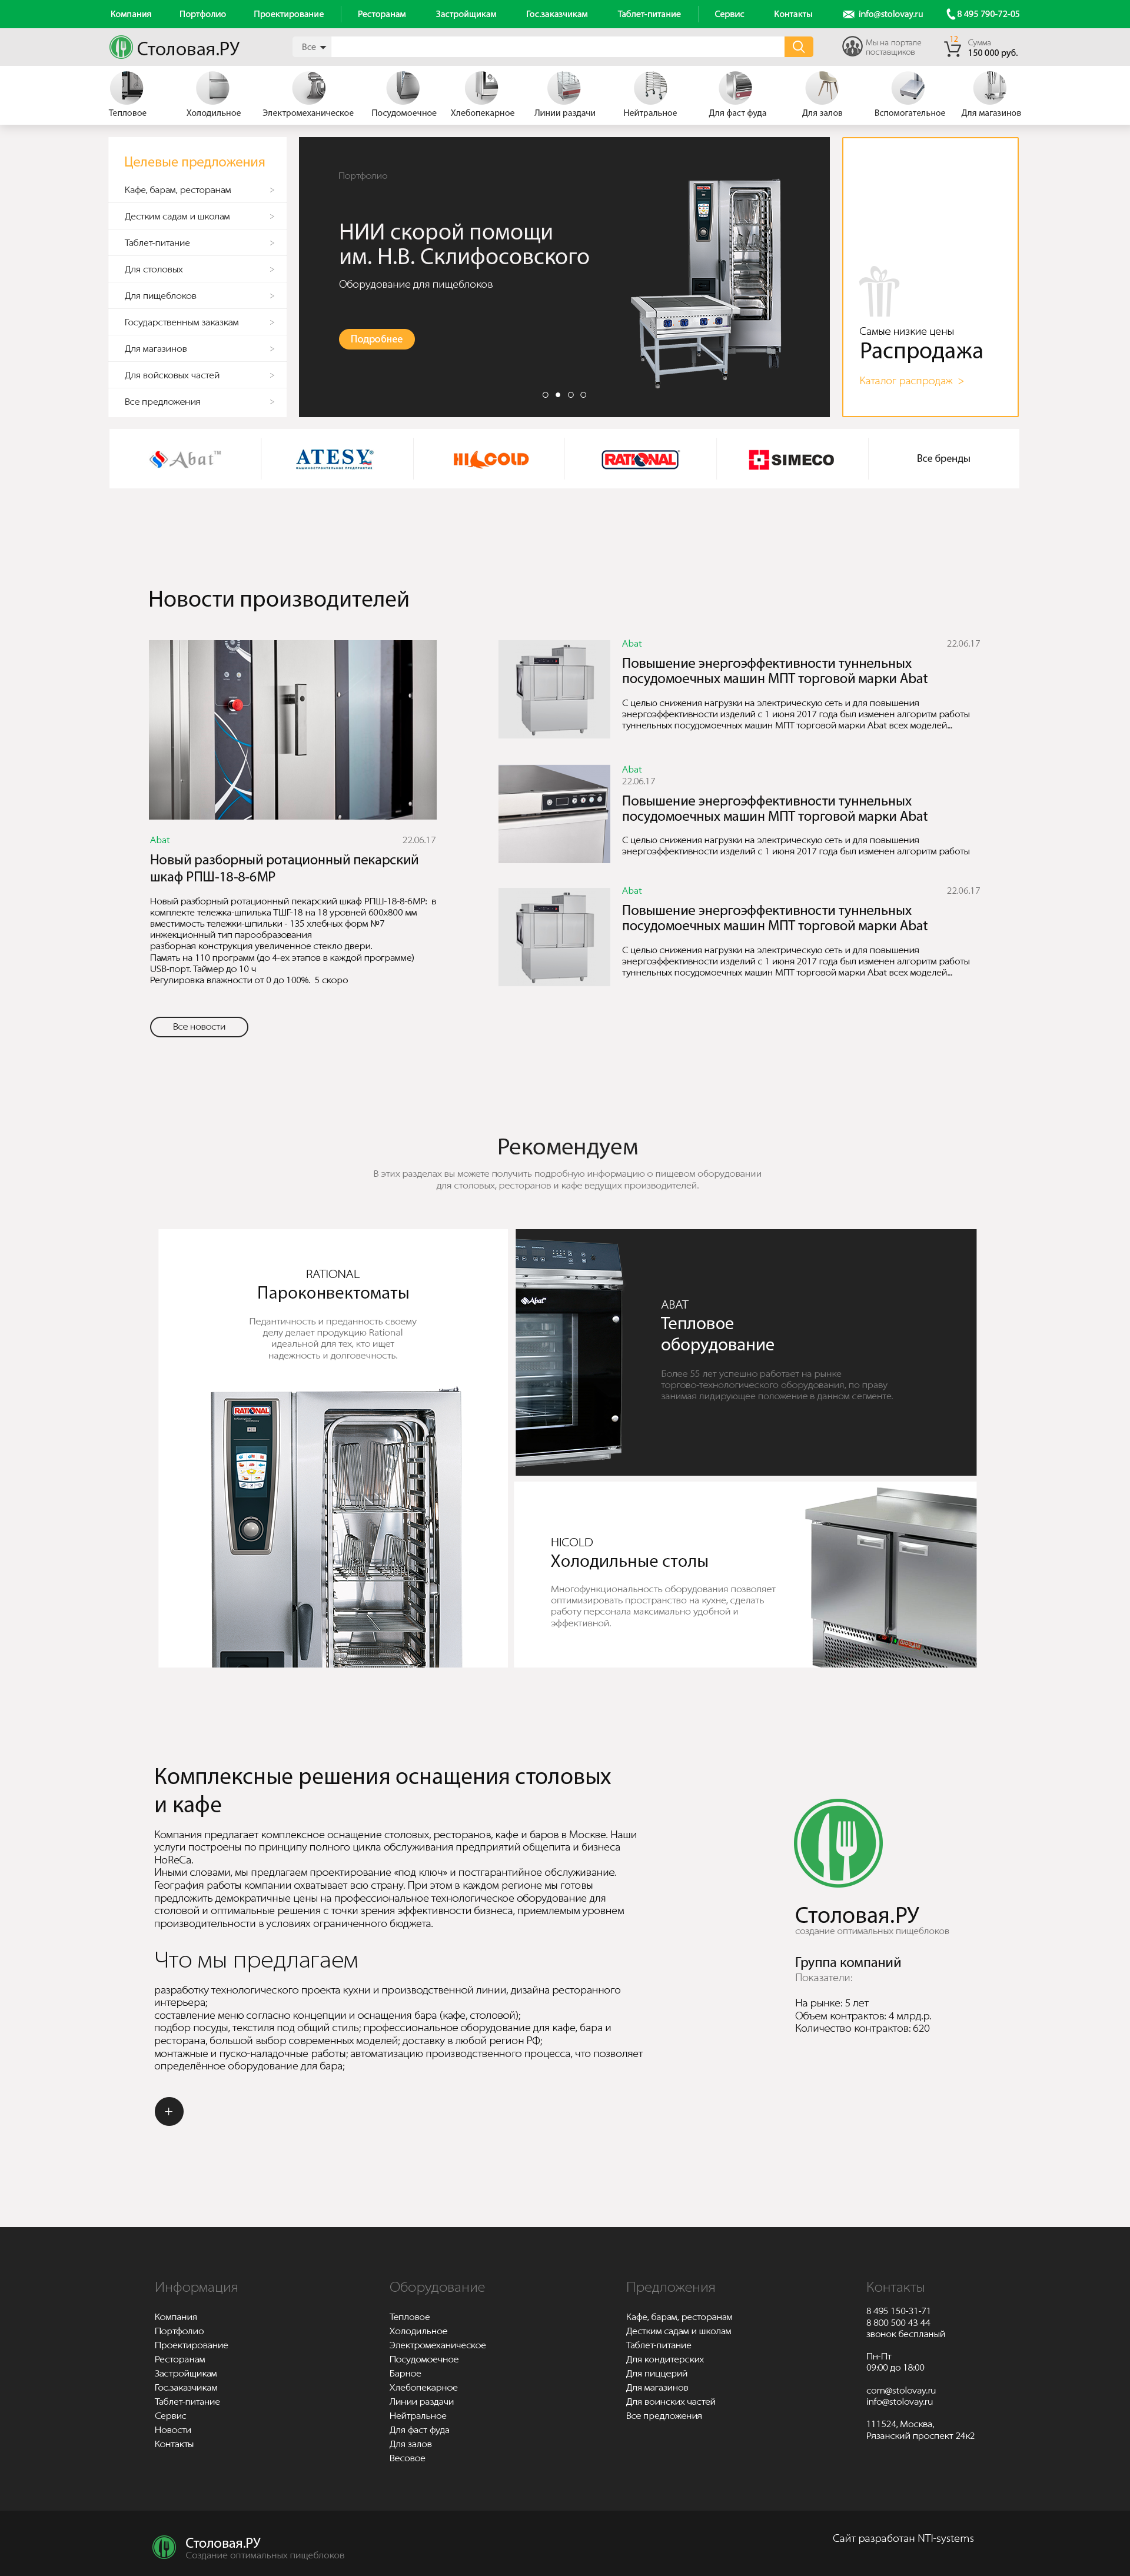 Компания Портфолио Проектирование Ресторанам Застройщикам Гос.заказчикам Таблет-питание Сервис Контакты info@stolovay.ru 8 495 790-72-05
Столовая.РУ
Все
Мы на портале
поставщиков
12
Сумма
150 000 руб.
Тепловое Холодильное Электромеханическое Посудомоечное Хлебопекарное Линии раздачи Нейтральное Для фаст фуда Для залов Вспомогательное Для магазинов
Целевые предложения
Кафе, барам, ресторанам >
Дестким садам и школам >
Таблет-питание >
Для столовых >
Для пищеблоков >
Государственным заказкам >
Для магазинов >
Для войсковых частей >
Все предложения >
Портфолио
НИИ скорой помощи
им. Н.В. Склифосовского
Оборудование для пищеблоков
Подробнее
Самые низкие цены
Распродажа
Каталог распродаж >
Abat™
ATESY®
HICOLD
RATIONAL
SIMECO
Все бренды
Новости производителей
Abat 22.06.17
Новый разборный ротационный пекарский
шкаф РПШ-18-8-6МР
Новый разборный ротационный пекарский шкаф РПШ-18-8-6МР: в
комплекте тележка-шпилька ТШГ-18 на 18 уровней 600х800 мм
вместимость тележки-шпильки - 135 хлебных форм №7
инжекционный тип парообразования
разборная конструкция увеличенное стекло двери.
Память на 110 программ (до 4-ех этапов в каждой программе)
USB-порт. Таймер до 10 ч
Регулировка влажности от 0 до 100%. 5 скоро
Все новости
Abat 22.06.17
Повышение энергоэффективности туннельных
посудомоечных машин МПТ торговой марки Abat
С целью снижения нагрузки на электрическую сеть и для повышения
энергоэффективности изделий с 1 июня 2017 года был изменен алгоритм работы
туннельных посудомоечных машин МПТ торговой марки Abat всех моделей...
Abat
22.06.17
Повышение энергоэффективности туннельных
посудомоечных машин МПТ торговой марки Abat
С целью снижения нагрузки на электрическую сеть и для повышения
энергоэффективности изделий с 1 июня 2017 года был изменен алгоритм работы
Abat 22.06.17
Повышение энергоэффективности туннельных
посудомоечных машин МПТ торговой марки Abat
С целью снижения нагрузки на электрическую сеть и для повышения
энергоэффективности изделий с 1 июня 2017 года был изменен алгоритм работы
туннельных посудомоечных машин МПТ торговой марки Abat всех моделей...
Рекомендуем
В этих разделах вы можете получить подробную информацию о пищевом оборудовании
для столовых, ресторанов и кафе ведущих производителей.
RATIONAL
Пароконвектоматы
Педантичность и преданность своему
делу делает продукцию Rational
идеальной для тех, кто ищет
надежность и долговечность.
RATIONAL
Abat™
ABAT
Тепловое
оборудование
Более 55 лет успешно работает на рынке
торгово-технологического оборудования, по праву
занимая лидирующее положение в данном сегменте.
HICOLD
Холодильные столы
Многофункциональность оборудования позволяет
оптимизировать пространство на кухне, сделать
работу персонала максимально удобной и
эффективной.
Комплексные решения оснащения столовых
и кафе
Компания предлагает комплексное оснащение столовых, ресторанов, кафе и баров в Москве. Наши
услуги построены по принципу полного цикла обслуживания предприятий общепита и бизнеса
HoReCa.
Иными словами, мы предлагаем проектирование «под ключ» и постгарантийное обслуживание.
География работы компании охватывает всю страну. При этом в каждом регионе мы готовы
предложить демократичные цены на профессиональное технологическое оборудование для
столовой и оптимальные решения с точки зрения эффективности бизнеса, приемлемым уровнем
производительности в условиях ограниченного бюджета.
Что мы предлагаем
разработку технологического проекта кухни и производственной линии, дизайна ресторанного
интерьера;
составление меню согласно концепции и оснащения бара (кафе, столовой);
подбор посуды, текстиля под общий стиль; профессиональное оборудование для кафе, бара и
ресторана, большой выбор современных моделей; доставку в любой регион РФ;
монтажные и пуско-наладочные работы; автоматизацию производственного процесса, что позволяет
определённое оборудование для бара;
+
Столовая.РУ
создание оптимальных пищеблоков
Группа компаний
Показатели:
На рынке: 5 лет
Объем контрактов: 4 млрд.р.
Количество контрактов: 620
Информация
Компания
Портфолио
Проектирование
Ресторанам
Застройщикам
Гос.заказчикам
Таблет-питание
Сервис
Новости
Контакты
Оборудование
Тепловое
Холодильное
Электромеханическое
Посудомоечное
Барное
Хлебопекарное
Линии раздачи
Нейтральное
Для фаст фуда
Для залов
Весовое
Предложения
Кафе, барам, ресторанам
Дестким садам и школам
Таблет-питание
Для кондитерских
Для пиццерий
Для магазинов
Для воинских частей
Все предложения
Контакты
8 495 150-31-71
8 800 500 43 44
звонок беспланый
Пн-Пт
09:00 до 18:00
com@stolovay.ru
info@stolovay.ru
111524, Москва,
Рязанский проспект 24к2
Столовая.РУ
Создание оптимальных пищеблоков
Сайт разработан NTI-systems